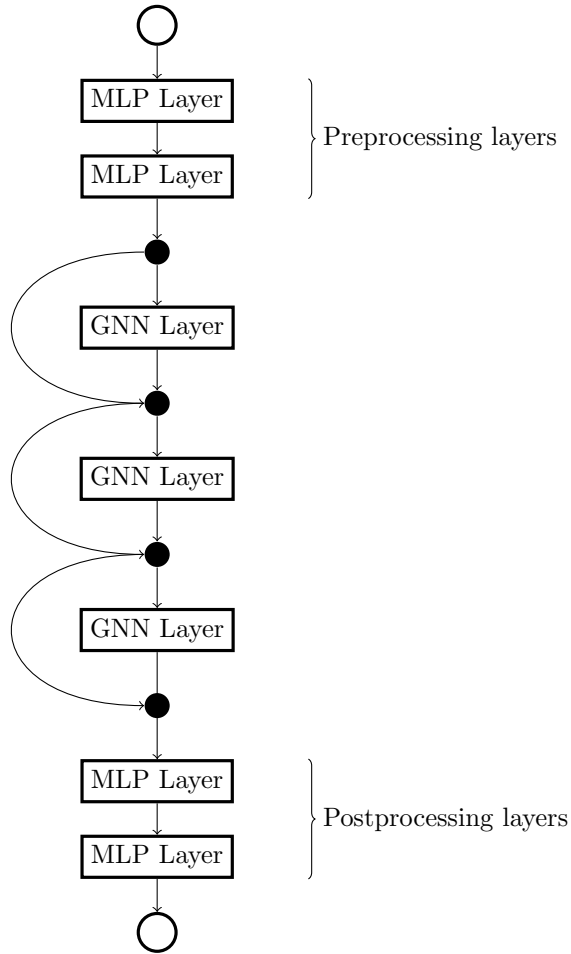 MLP Layer
Preprocessing layers
MLP Layer
GNN Layer
GNN Layer
GNN Layer
MLP Layer
Postprocessing layers
MLP Layer